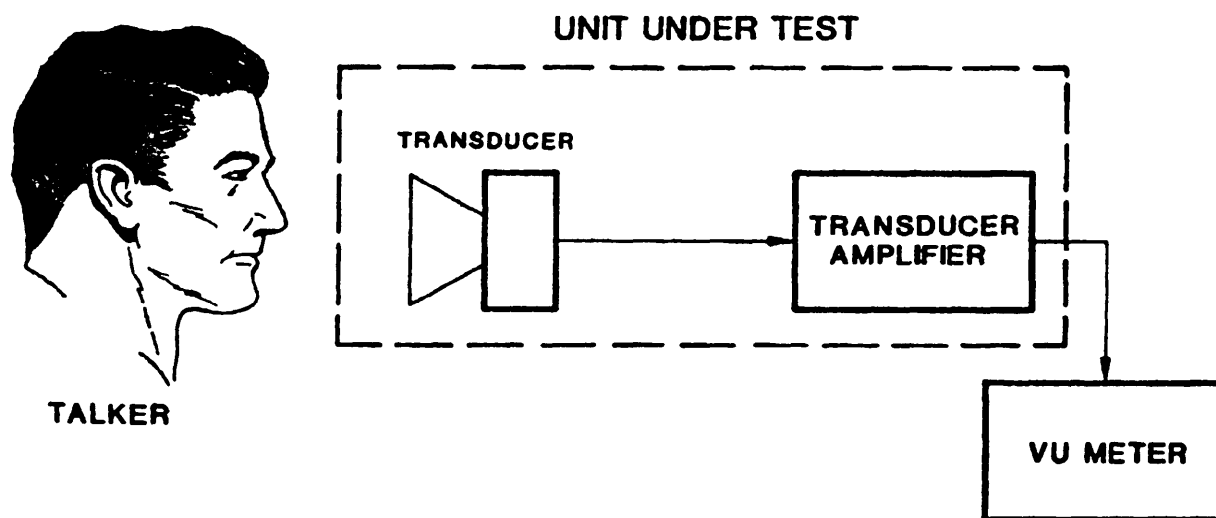 UNIT UNDER TEST
TRANSDUCER
TRANSDUCER
AMPLIFIER
TALKER
VU METER